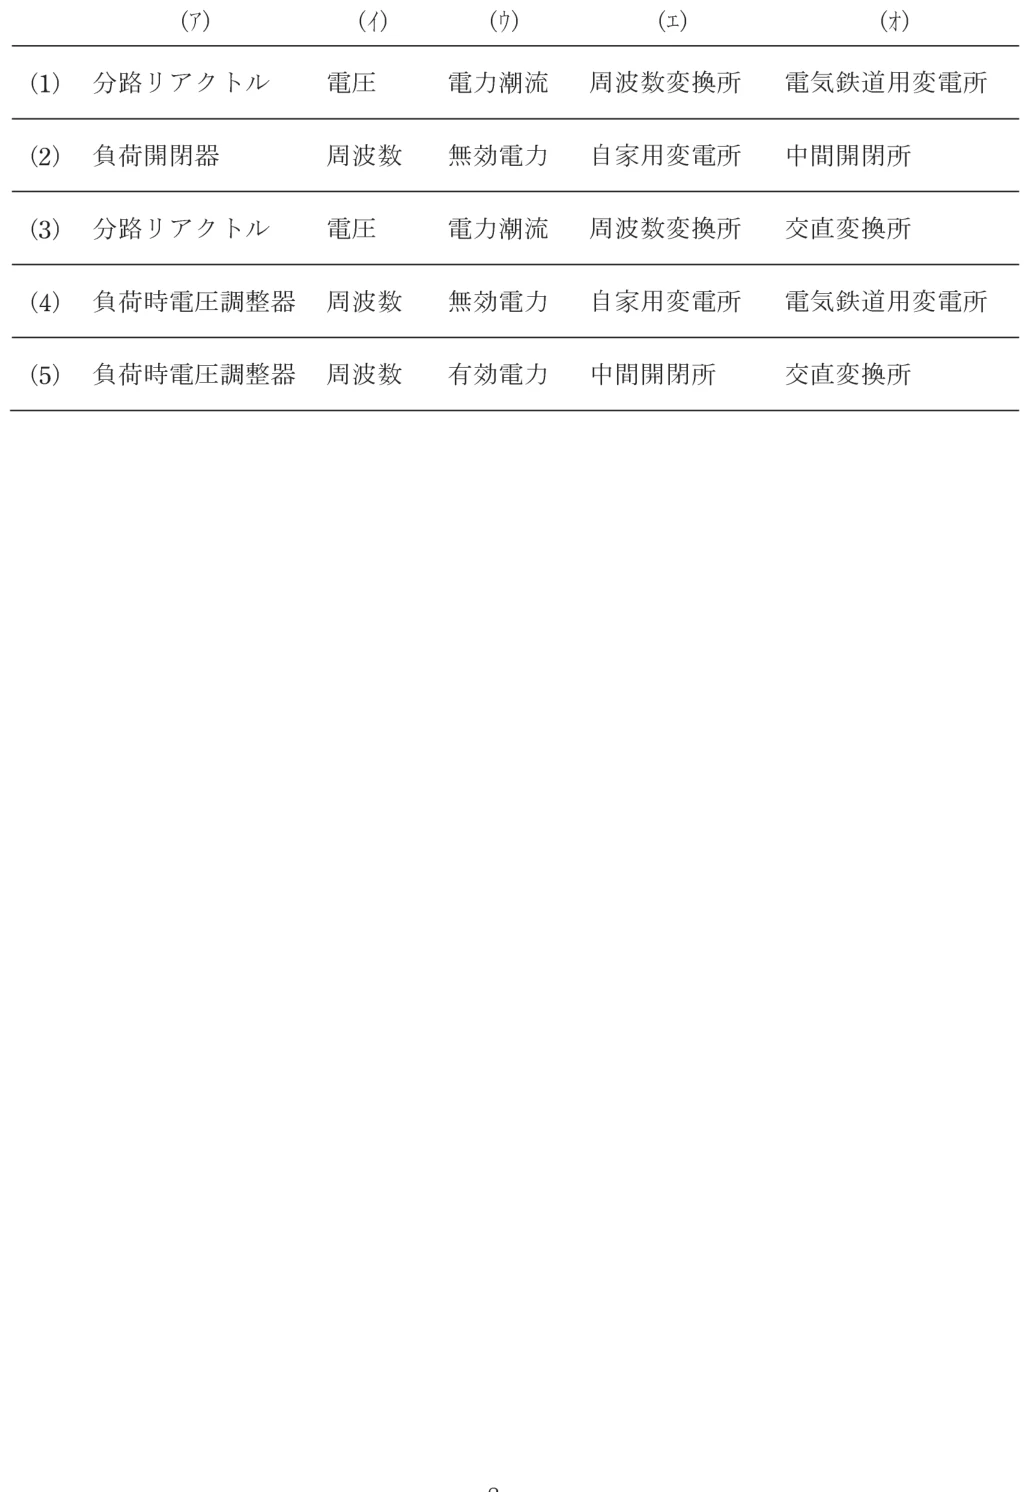 (ア) (イ) (ウ) (エ) (オ)
(1) 分路リアクトル 電圧 電力潮流 周波数変換所 電気鉄道用変電所
(2) 負荷開閉器 周波数 無効電力 自家用変電所 中間開閉所
(3) 分路リアクトル 電圧 電力潮流 周波数変換所 交直変換所
(4) 負荷時電圧調整器 周波数 無効電力 自家用変電所 電気鉄道用変電所
(5) 負荷時電圧調整器 周波数 有効電力 中間開閉所 交直変換所